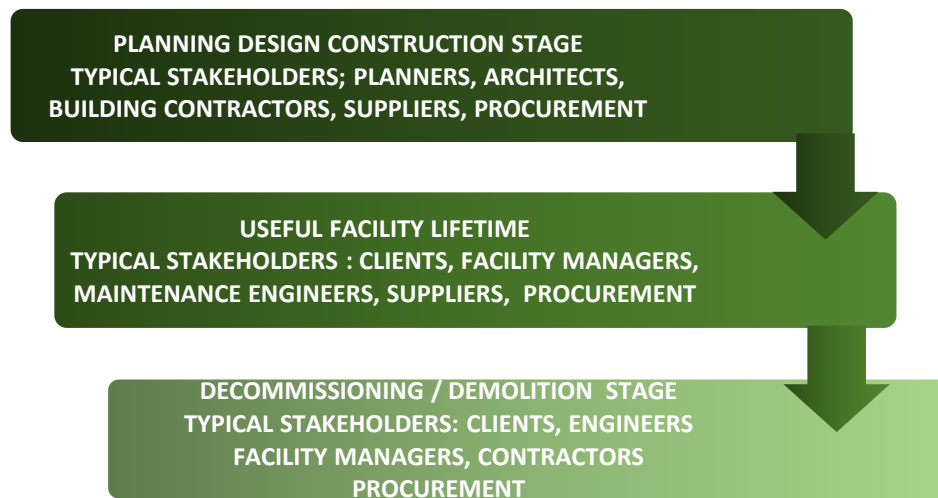 PLANNING DESIGN CONSTRUCTION STAGE
TYPICAL STAKEHOLDERS; PLANNERS, ARCHITECTS,
BUILDING CONTRACTORS, SUPPLIERS, PROCUREMENT
USEFUL FACILITY LIFETIME
TYPICAL STAKEHOLDERS : CLIENTS, FACILITY MANAGERS,
MAINTENANCE ENGINEERS, SUPPLIERS,  PROCUREMENT
DECOMMISSIONING / DEMOLITION  STAGE
TYPICAL STAKEHOLDERS: CLIENTS, ENGINEERS
FACILITY MANAGERS, CONTRACTORS
PROCUREMENT